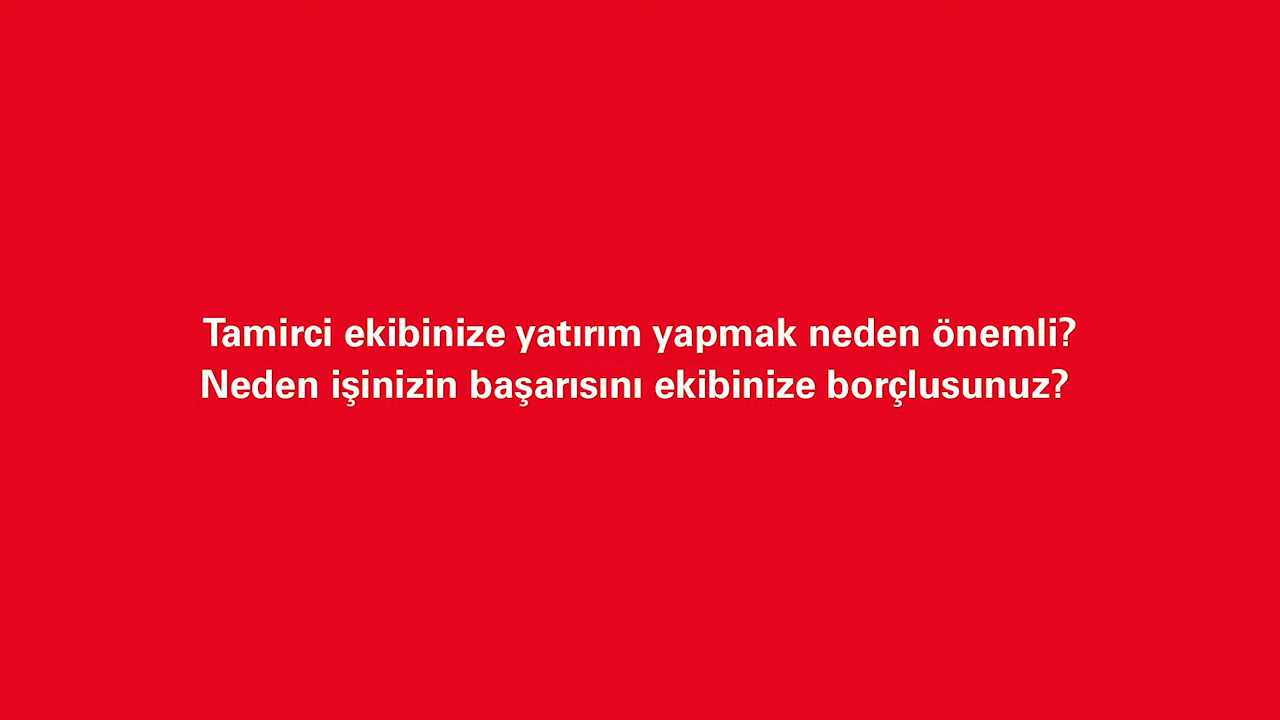 Tamirci ekibinize yatırım yapmak neden önemli?
Neden işinizin başarısını ekibinize borçlusunuz?